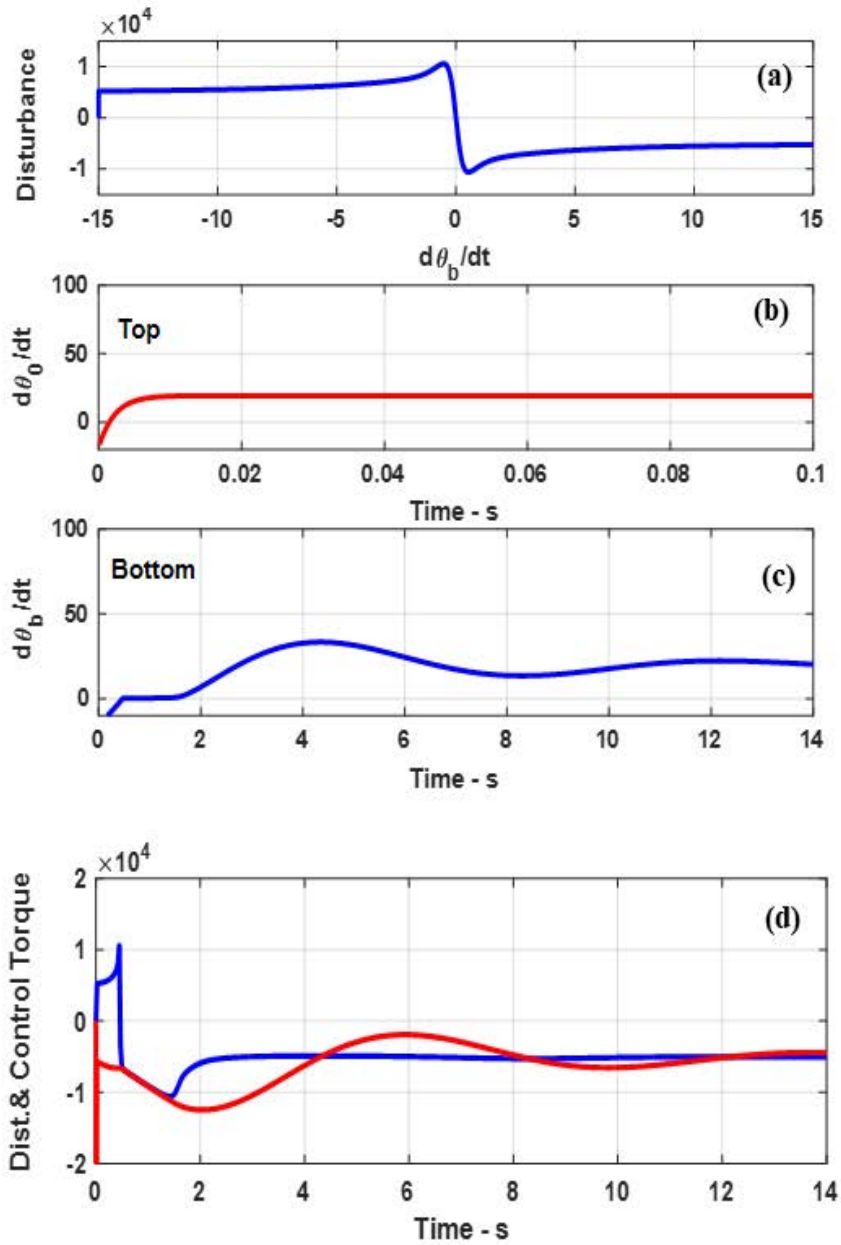 ×10⁴
Disturbance
1
0
-1
(a)
-15 -10 -5 0 5 10 15
dθ_b/dt
dθ_0/dt
100
50
0
Top
(b)
0 0.02 0.04 0.06 0.08 0.1
Time - s
dθ_b/dt
100
50
0
Bottom
(c)
0 2 4 6 8 10 12 14
Time - s
×10⁴
Dist.& Control Torque
2
1
0
-1
-2
(d)
0 2 4 6 8 10 12 14
Time - s